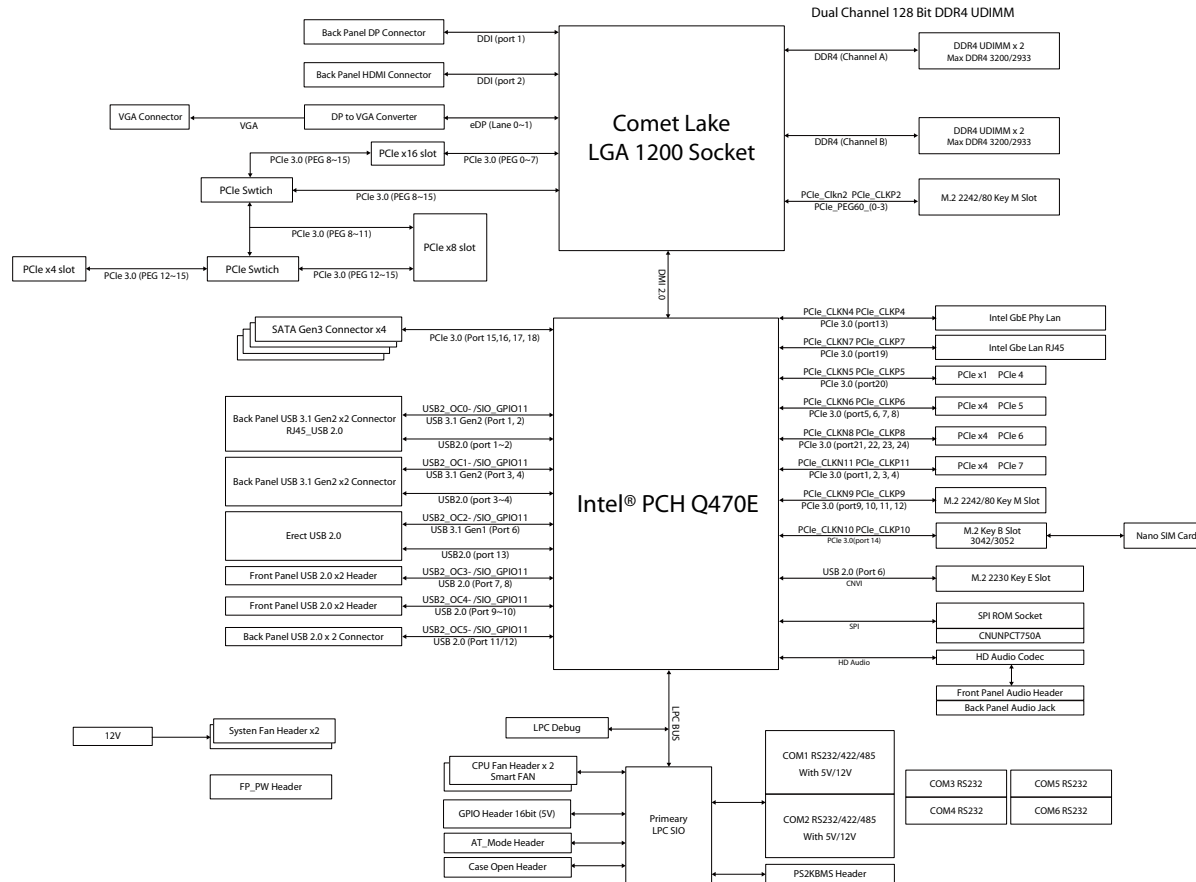 Dual Channel 128 Bit DDR4 UDIMM
Back Panel DP Connector
DDI (port 1)
Back Panel HDMI Connector
DDI (port 2)
VGA Connector
VGA
DP to VGA Converter
eDP (Lane 0~1)
PCIe 3.0 (PEG 8~15)
PCIe x16 slot
PCIe 3.0 (PEG 0~7)
PCIe Swtich
PCIe 3.0 (PEG 8~15)
PCIe 3.0 (PEG 8~11)
PCIe x8 slot
PCIe x4 slot
PCIe 3.0 (PEG 12~15)
PCIe Swtich
PCIe 3.0 (PEG 12~15)
Comet Lake
LGA 1200 Socket
DDR4 (Channel A)
DDR4 UDIMM x 2
Max DDR4 3200/2933
DDR4 (Channel B)
DDR4 UDIMM x 2
Max DDR4 3200/2933
PCIe_Clkn2 PCIe_CLKP2
PCIe_PEG60_(0-3)
M.2 2242/80 Key M Slot
DMI 2.0
SATA Gen3 Connector x4
PCIe 3.0 (Port 15,16, 17, 18)
Back Panel USB 3.1 Gen2 x2 Connector
RJ45_USB 2.0
USB2_OC0- /SIO_GPIO11
USB 3.1 Gen2 (Port 1, 2)
USB2.0 (port 1~2)
Back Panel USB 3.1 Gen2 x2 Connector
USB2_OC1- /SIO_GPIO11
USB 3.1 Gen2 (Port 3, 4)
USB2.0 (port 3~4)
Erect USB 2.0
USB2_OC2- /SIO_GPIO11
USB 3.1 Gen1 (Port 6)
USB2.0 (port 13)
Front Panel USB 2.0 x2 Header
USB2_OC3- /SIO_GPIO11
USB 2.0 (Port 7, 8)
Front Panel USB 2.0 x2 Header
USB2_OC4- /SIO_GPIO11
USB 2.0 (Port 9~10)
Back Panel USB 2.0 x 2 Connector
USB2_OC5- /SIO_GPIO11
USB 2.0 (Port 11/12)
Intel® PCH Q470E
PCIe_CLKN4 PCIe_CLKP4
PCIe 3.0 (port13)
Intel GbE Phy Lan
PCIe_CLKN7 PCIe_CLKP7
PCIe 3.0 (port19)
Intel Gbe Lan RJ45
PCIe_CLKN5 PCIe_CLKP5
PCIe 3.0 (port20)
PCIe x1 PCIe 4
PCIe_CLKN6 PCIe_CLKP6
PCIe 3.0 (port5, 6, 7, 8)
PCIe x4 PCIe 5
PCIe_CLKN8 PCIe_CLKP8
PCIe 3.0 (port21, 22, 23, 24)
PCIe x4 PCIe 6
PCIe_CLKN11 PCIe_CLKP11
PCIe 3.0 (port1, 2, 3, 4)
PCIe x4 PCIe 7
PCIe_CLKN9 PCIe_CLKP9
PCIe 3.0 (port9, 10, 11, 12)
M.2 2242/80 Key M Slot
PCIe_CLKN10 PCIe_CLKP10
PCIe 3.0(port 14)
M.2 Key B Slot
3042/3052
Nano SIM Card
USB 2.0 (Port 6)
CNVI
M.2 2230 Key E Slot
SPI
SPI ROM Socket
CNUNPCT750A
HD Audio
HD Audio Codec
Front Panel Audio Header
Back Panel Audio Jack
12V
Systen Fan Header x2
FP_PW Header
LPC Debug
LPC BUS
CPU Fan Header x 2
Smart FAN
GPIO Header 16bit (5V)
AT_Mode Header
Case Open Header
Primeary
LPC SIO
COM1 RS232/422/485
With 5V/12V
COM2 RS232/422/485
With 5V/12V
COM3 RS232
COM5 RS232
COM4 RS232
COM6 RS232
PS2KBMS Header